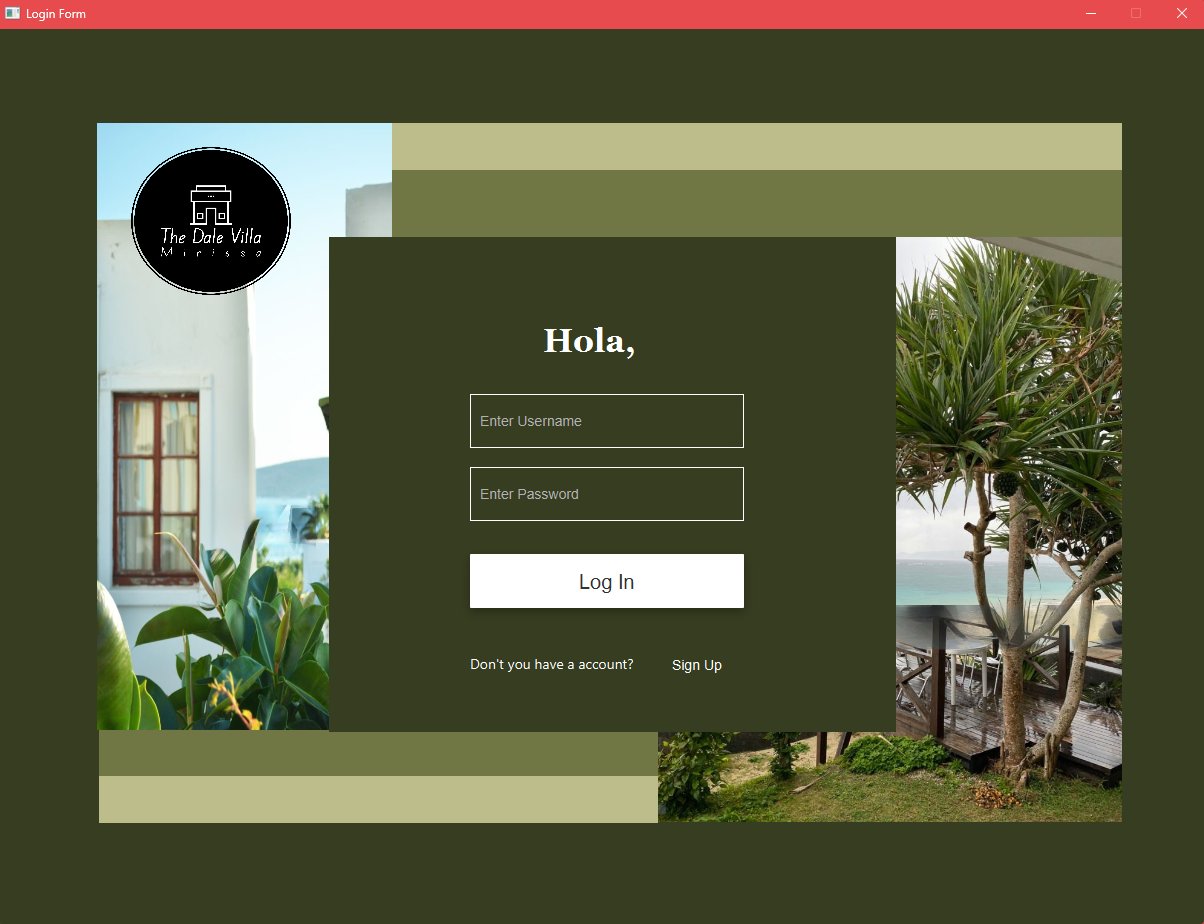 Login Form
The Dale Villa
Mirissa
Hola,
Enter Username
Enter Password
Log In
Don't you have a account? Sign Up